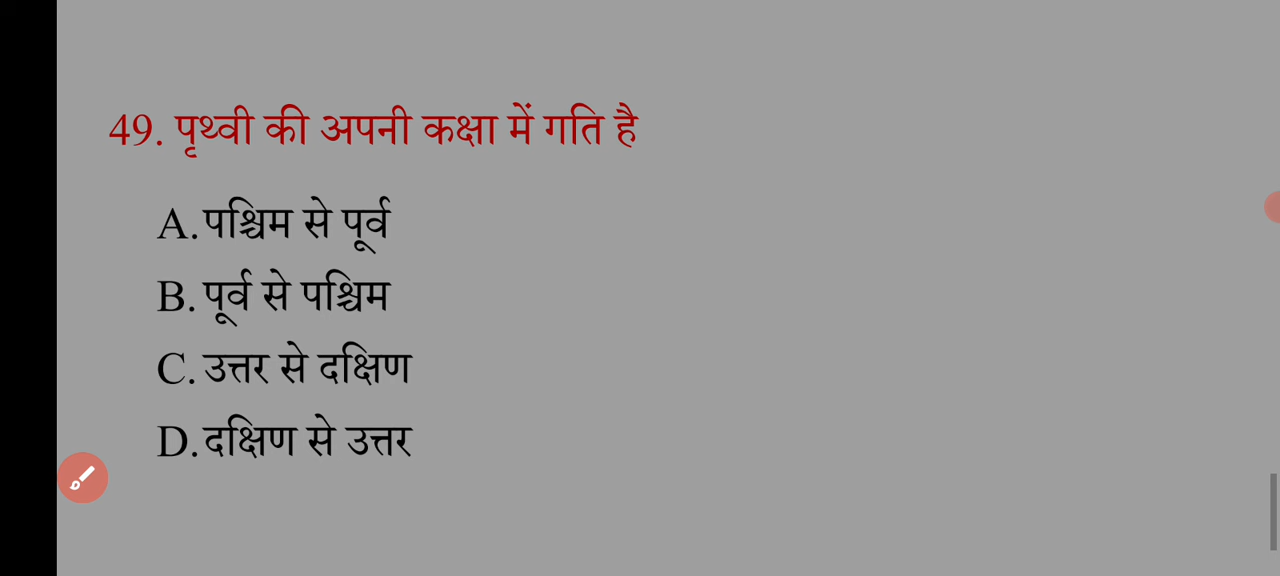 49. पृथ्वी की अपनी कक्षा में गति है
A. पश्चिम से पूर्व
B. पूर्व से पश्चिम
C. उत्तर से दक्षिण
D. दक्षिण से उत्तर